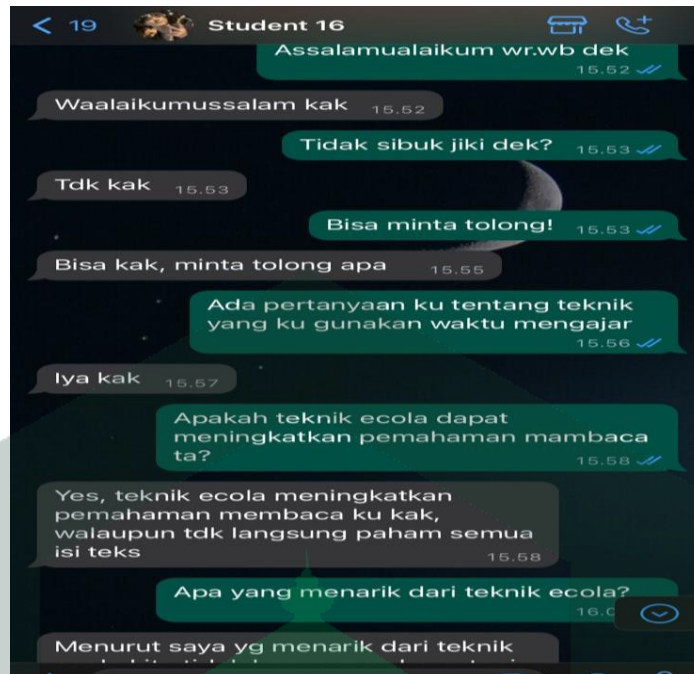 19 Student 16
Assalamualaikum wr.wb dek
15.52
Waalaikumussalam kak 15.52
Tidak sibuk jiki dek? 15.53
Tdk kak 15.53
Bisa minta tolong! 15.53
Bisa kak, minta tolong apa 15.55
Ada pertanyaan ku tentang teknik
yang ku gunakan waktu mengajar
15.56
Iya kak 15.57
Apakah teknik ecola dapat
meningkatkan pemahaman mambaca
ta?
15.58
Yes, teknik ecola meningkatkan
pemahaman membaca ku kak,
walaupun tdk langsung paham semua
isi teks 15.58
Apa yang menarik dari teknik ecola?
16.0
Menurut saya yg menarik dari teknik